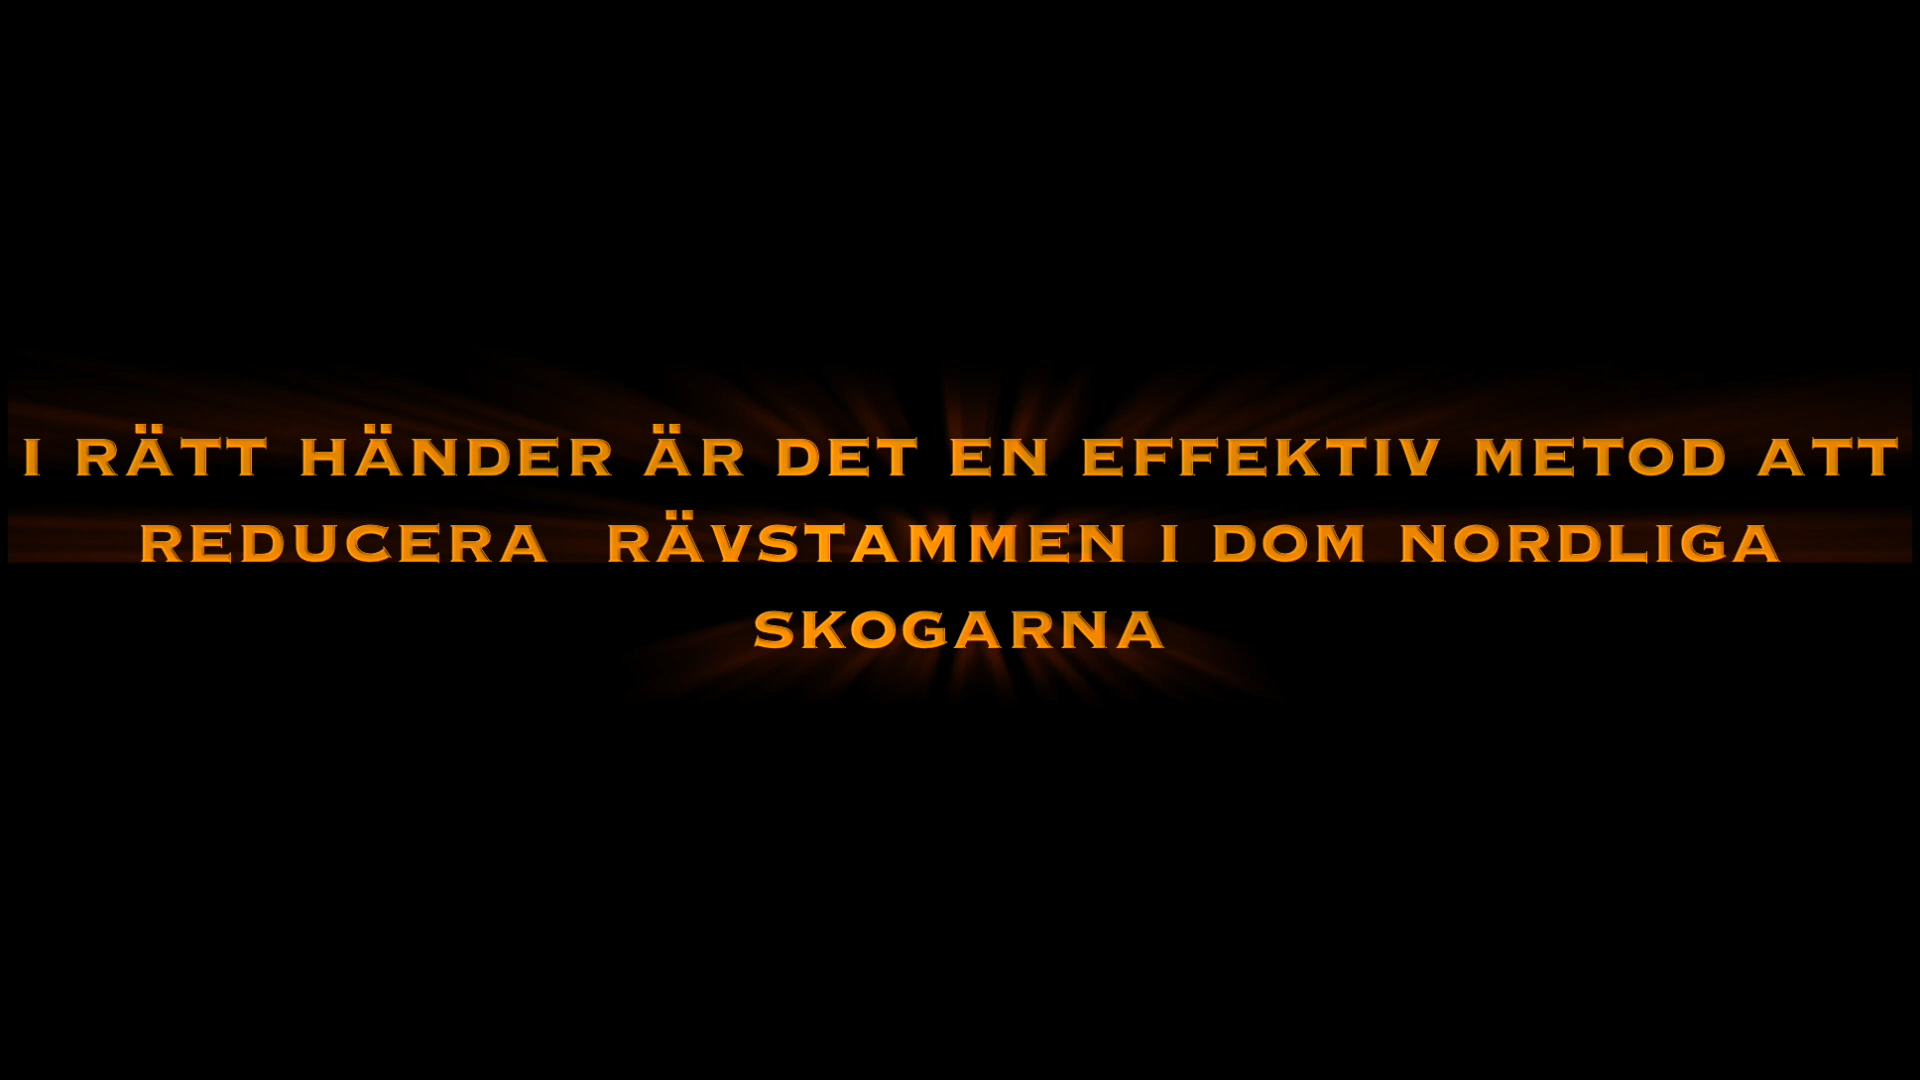 I RÄTT HÄNDER ÄR DET EN EFFEKTIV METOD ATT
REDUCERA  RÄVSTAMMEN I DOM NORDLIGA
SKOGARNA